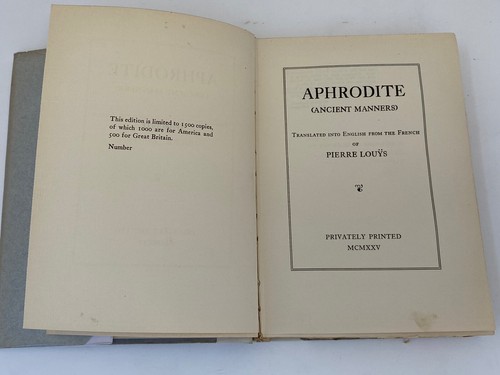 This edition is limited to 1500 copies,
of which 1000 are for America and
500 for Great Britain.
Number
APHRODITE
(ANCIENT MANNERS)
TRANSLATED INTO ENGLISH FROM THE FRENCH
OF
PIERRE LOUŸS
PRIVATELY PRINTED
MCMXXV